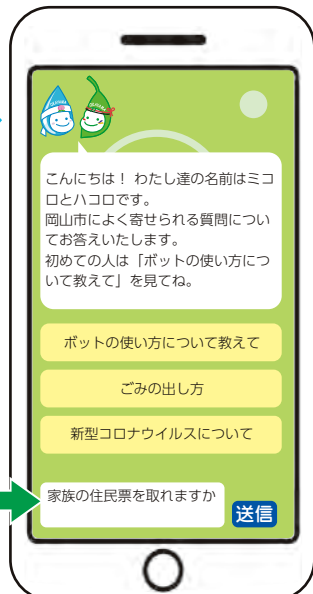 こんにちは！ わたし達の名前はミコ
ロとハコロです。
岡山市によく寄せられる質問につい
てお答えいたします。
初めての人は「ボットの使い方につ
いて教えて」を見てね。
ボットの使い方について教えて
ごみの出し方
新型コロナウイルスについて
家族の住民票を取れますか
送信